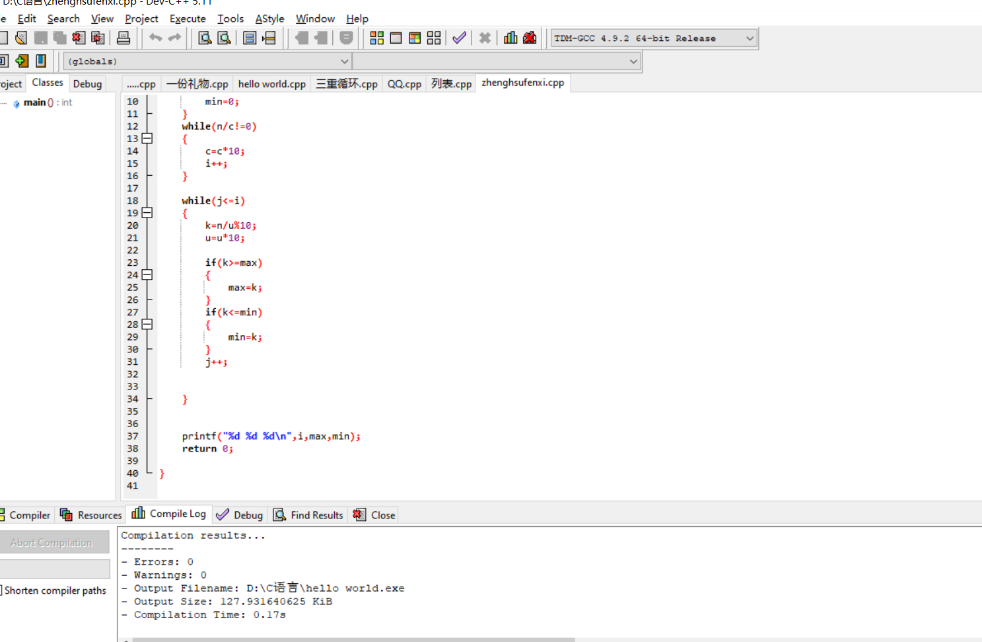 D:\C语言\zhenghsufenxi.cpp - Dev-C++ 5.11
Edit Search View Project Execute Tools AStyle Window Help
TDM-GCC 4.9.2 64-bit Release
(globals)
roject Classes Debug
.....cpp 一份礼物.cpp hello world.cpp 三重循环.cpp QQ.cpp 列表.cpp zhenghsufenxi.cpp
main() : int
10 min=0;
11 }
12 while(n/c!=0)
13 {
14 c=c*10;
15 i++;
16 }
17
18 while(j<=i)
19 {
20 k=n/u%10;
21 u=u*10;
22
23 if(k>=max)
24 {
25 max=k;
26 }
27 if(k<=min)
28 {
29 min=k;
30 }
31 j++;
32
33
34 }
35
36
37 printf("%d %d %d\n",i,max,min);
38 return 0;
39
40 }
41
Compiler Resources Compile Log Debug Find Results Close
Abort Compilation
Shorten compiler paths
Compilation results...
--------
- Errors: 0
- Warnings: 0
- Output Filename: D:\C语言\hello world.exe
- Output Size: 127.931640625 KiB
- Compilation Time: 0.17s